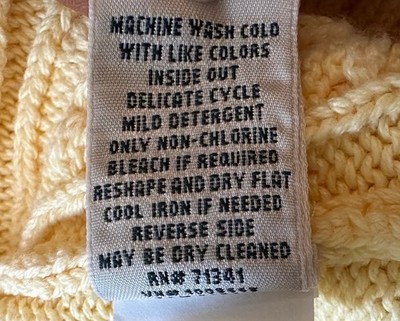 MACHINE WASH COLD
WITH LIKE COLORS
INSIDE OUT
DELICATE CYCLE
MILD DETERGENT
ONLY NON-CHLORINE
BLEACH IF REQUIRED
RESHAPE AND DRY FLAT
COOL IRON IF NEEDED
REVERSE SIDE
MAY BE DRY CLEANED
RN# 71341